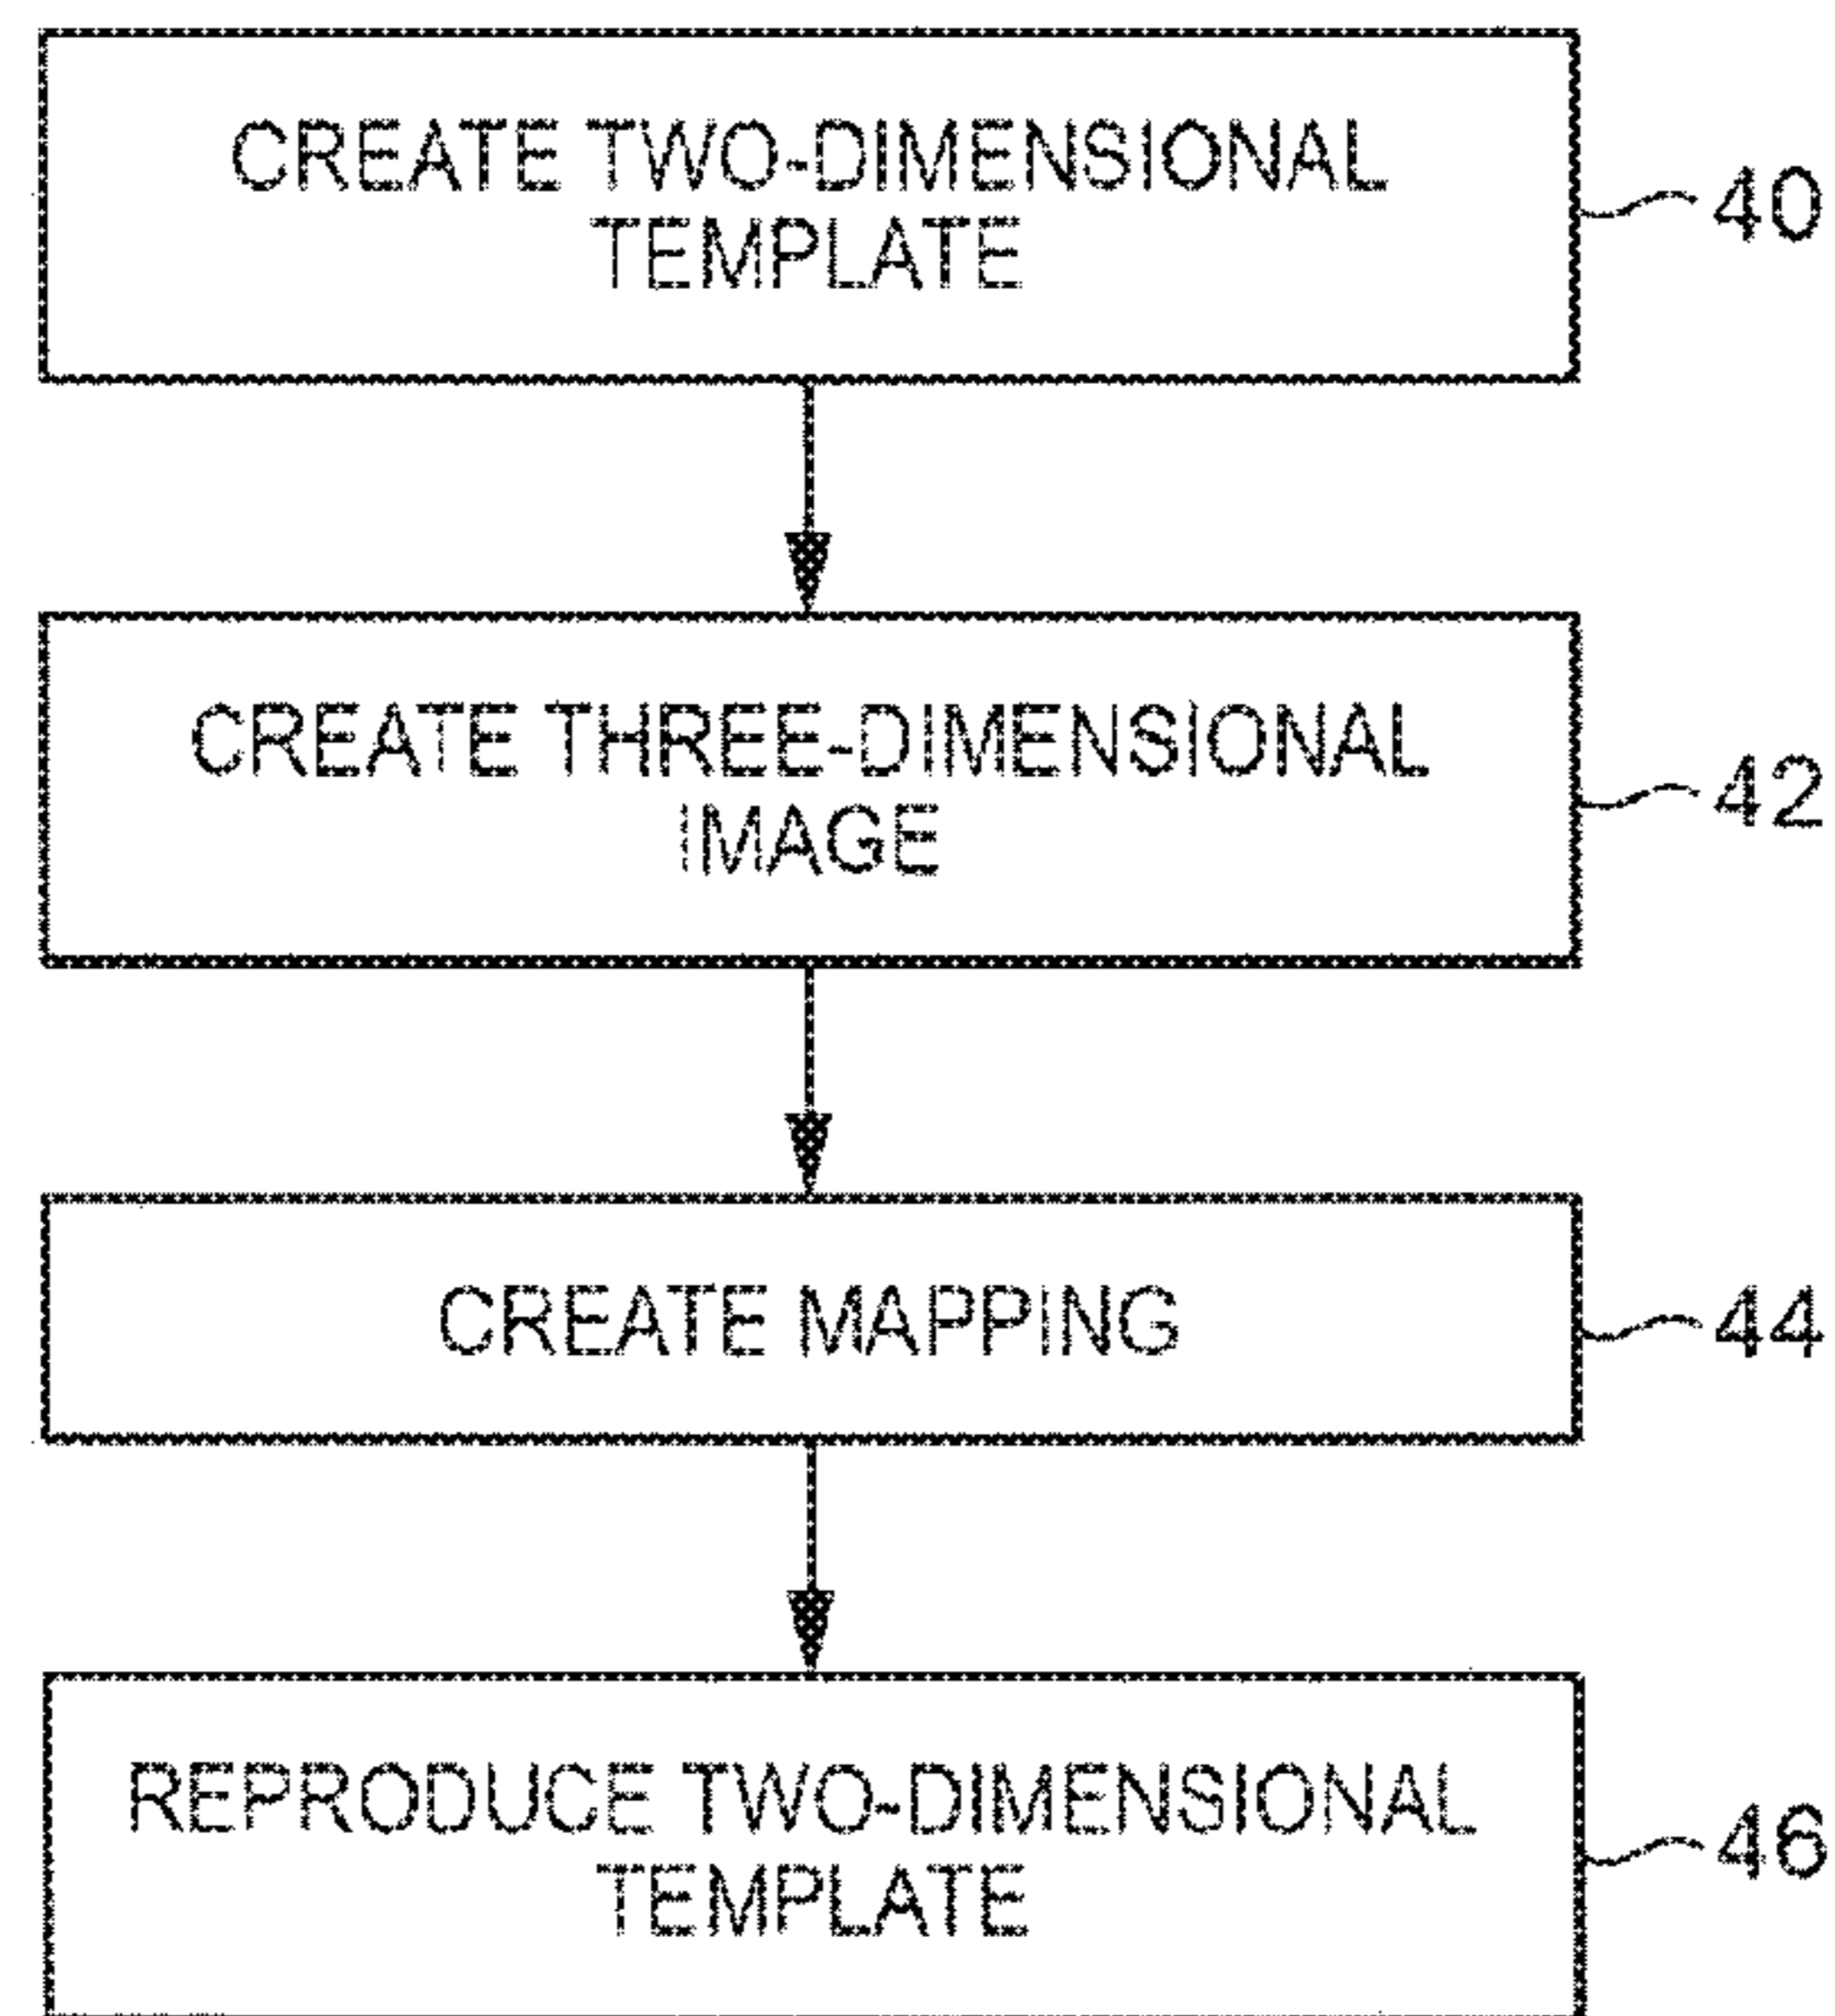 CREATE TWO-DIMENSIONAL
TEMPLATE
40
CREATE THREE-DIMENSIONAL
IMAGE
42
CREATE MAPPING
44
REPRODUCE TWO-DIMENSIONAL
TEMPLATE
46